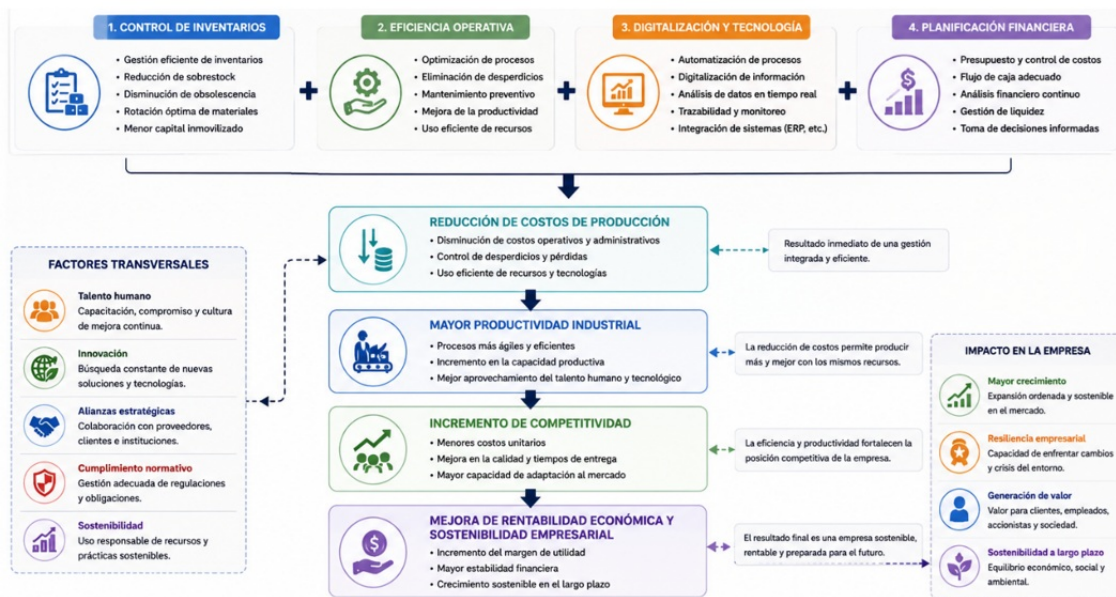 1. CONTROL DE INVENTARIOS
• Gestión eficiente de inventarios
• Reducción de sobrestock
• Disminución de obsolescencia
• Rotación óptima de materiales
• Menor capital inmovilizado
2. EFICIENCIA OPERATIVA
• Optimización de procesos
• Eliminación de desperdicios
• Mantenimiento preventivo
• Mejora de la productividad
• Uso eficiente de recursos
3. DIGITALIZACIÓN Y TECNOLOGÍA
• Automatización de procesos
• Digitalización de información
• Análisis de datos en tiempo real
• Trazabilidad y monitoreo
• Integración de sistemas (ERP, etc.)
4. PLANIFICACIÓN FINANCIERA
• Presupuesto y control de costos
• Flujo de caja adecuado
• Análisis financiero continuo
• Gestión de liquidez
• Toma de decisiones informadas
FACTORES TRANSVERSALES
Talento humano
Capacitación, compromiso y cultura
de mejora continua.
Innovación
Búsqueda constante de nuevas
soluciones y tecnologías.
Alianzas estratégicas
Colaboración con proveedores,
clientes e instituciones.
Cumplimiento normativo
Gestión adecuada de regulaciones
y obligaciones.
Sostenibilidad
Uso responsable de recursos y
prácticas sostenibles.
REDUCCIÓN DE COSTOS DE PRODUCCIÓN
• Disminución de costos operativos y administrativos
• Control de desperdicios y pérdidas
• Uso eficiente de recursos y tecnologías
Resultado inmediato de una gestión
integrada y eficiente.
MAYOR PRODUCTIVIDAD INDUSTRIAL
• Procesos más ágiles y eficientes
• Incremento en la capacidad productiva
• Mejor aprovechamiento del talento humano y tecnológico
La reducción de costos permite producir
más y mejor con los mismos recursos.
INCREMENTO DE COMPETITIVIDAD
• Menores costos unitarios
• Mejora en la calidad y tiempos de entrega
• Mayor capacidad de adaptación al mercado
La eficiencia y productividad fortalecen la
posición competitiva de la empresa.
MEJORA DE RENTABILIDAD ECONÓMICA Y
SOSTENIBILIDAD EMPRESARIAL
• Incremento del margen de utilidad
• Mayor estabilidad financiera
• Crecimiento sostenible en el largo plazo
El resultado final es una empresa sostenible,
rentable y preparada para el futuro.
IMPACTO EN LA EMPRESA
Mayor crecimiento
Expansión ordenada y sostenible
en el mercado.
Resiliencia empresarial
Capacidad de enfrentar cambios
y crisis del entorno.
Generación de valor
Valor para clientes, empleados,
accionistas y sociedad.
Sostenibilidad a largo plazo
Equilibrio económico, social y
ambiental.